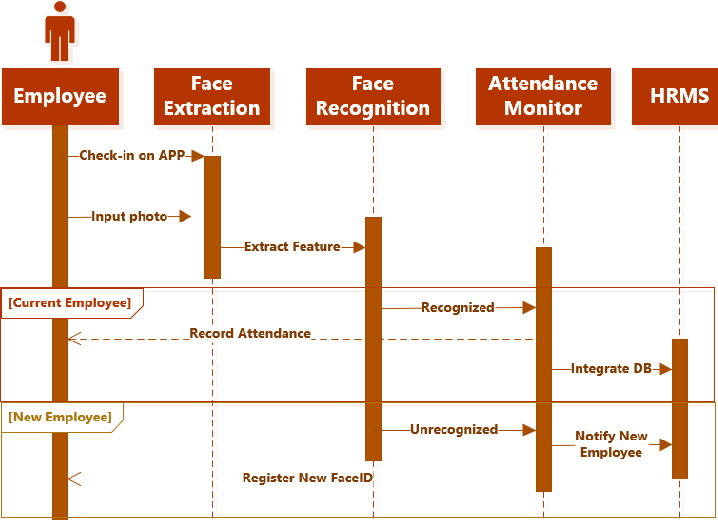 Employee
Face
Extraction
Face
Recognition
Attendance
Monitor
HRMS
Check-in on APP
Input photo
Extract Feature
[Current Employee]
Recognized
Record Attendance
Integrate DB
[New Employee]
Unrecognized
Notify New
Employee
Register New FaceID